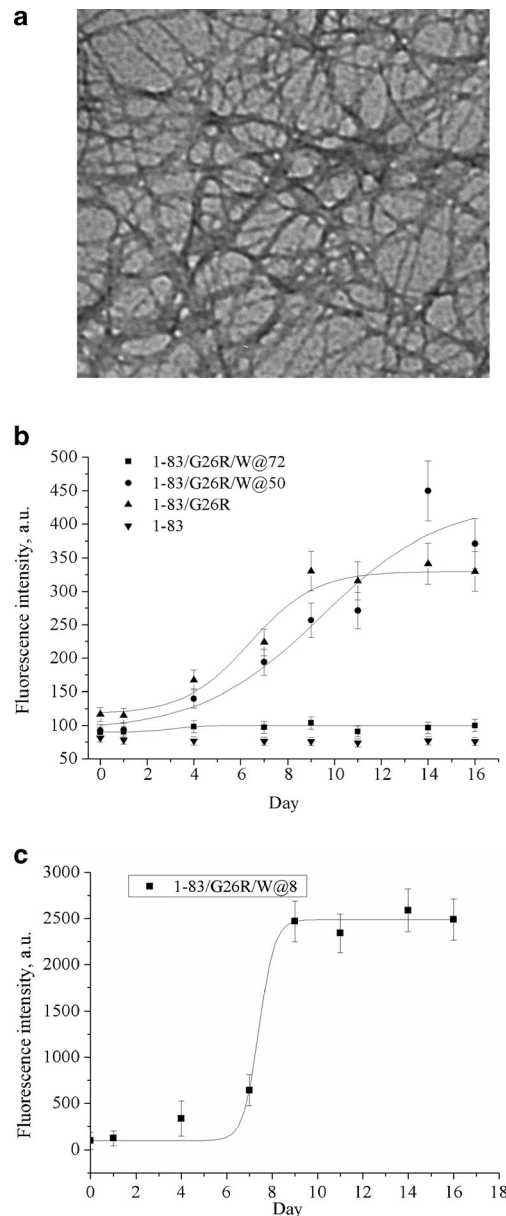 a
b
500
450
400
350
300
250
200
150
100
50
Fluorescence intensity, a.u.
1-83/G26R/W@72
1-83/G26R/W@50
1-83/G26R
1-83
0 2 4 6 8 10 12 14 16
Day
c
3000
2500
2000
1500
1000
500
0
Fluorescence intensity, a.u.
1-83/G26R/W@8
0 2 4 6 8 10 12 14 16 18
Day